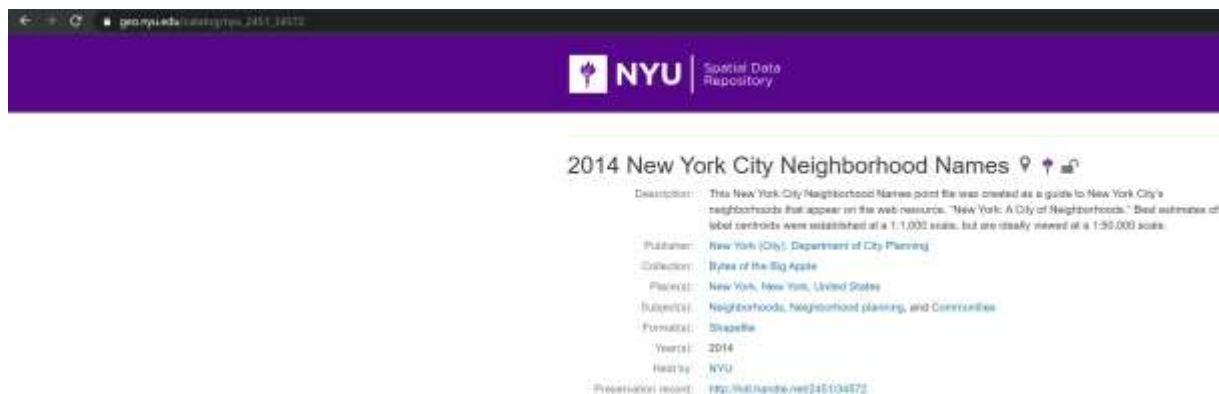 geo.nyu.edu/catalog/nyu_2451_34572
NYU Spatial Data Repository
2014 New York City Neighborhood Names
Description: This New York City Neighborhood Names point file was created as a guide to New York City's
neighborhoods that appear on the web resource, "New York: A City of Neighborhoods." Best estimates of
label centroids were established at a 1:1,000 scale, but are ideally viewed at a 1:50,000 scale.
Publisher: New York (City). Department of City Planning
Collection: Bytes of the Big Apple
Place(s): New York, New York, United States
Subject(s): Neighborhoods, Neighborhood planning, and Communities
Format(s): Shapefile
Year(s): 2014
Held by: NYU
Preservation record: http://hdl.handle.net/2451/34572